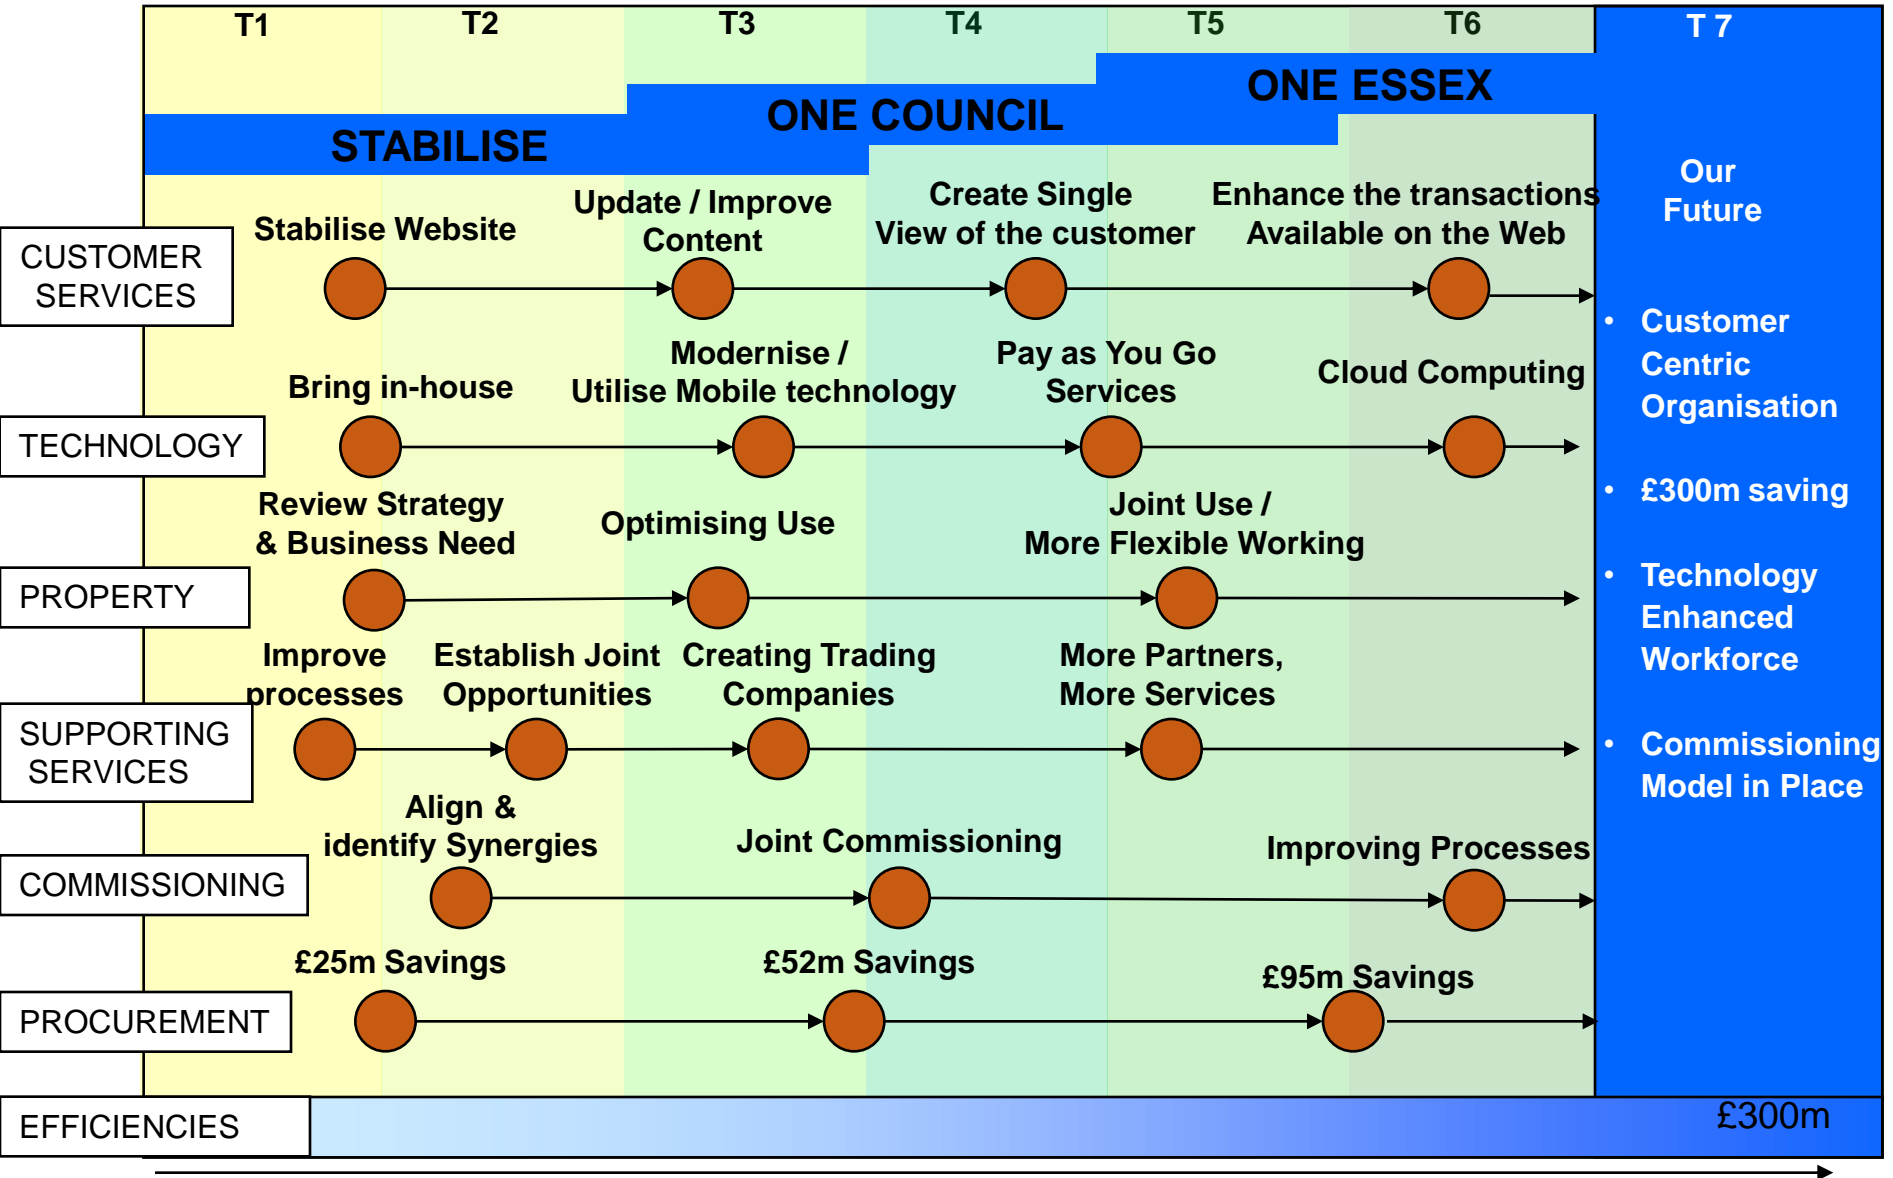 T1 T2 T3 T4 T5 T6 T 7
ONE ESSEX
ONE COUNCIL
STABILISE
Our
Future
CUSTOMER
SERVICES
Stabilise Website
Update / Improve
Content
Create Single
View of the customer
Enhance the transactions
Available on the Web
TECHNOLOGY
Bring in-house
Modernise /
Utilise Mobile technology
Pay as You Go
Services
Cloud Computing
PROPERTY
Review Strategy
& Business Need
Optimising Use
Joint Use /
More Flexible Working
SUPPORTING
SERVICES
Improve
processes
Establish Joint
Opportunities
Creating Trading
Companies
More Partners,
More Services
COMMISSIONING
Align &
identify Synergies
Joint Commissioning
Improving Processes
PROCUREMENT
£25m Savings
£52m Savings
£95m Savings
• Customer
Centric
Organisation
• £300m saving
• Technology
Enhanced
Workforce
• Commissioning
Model in Place
EFFICIENCIES
£300m